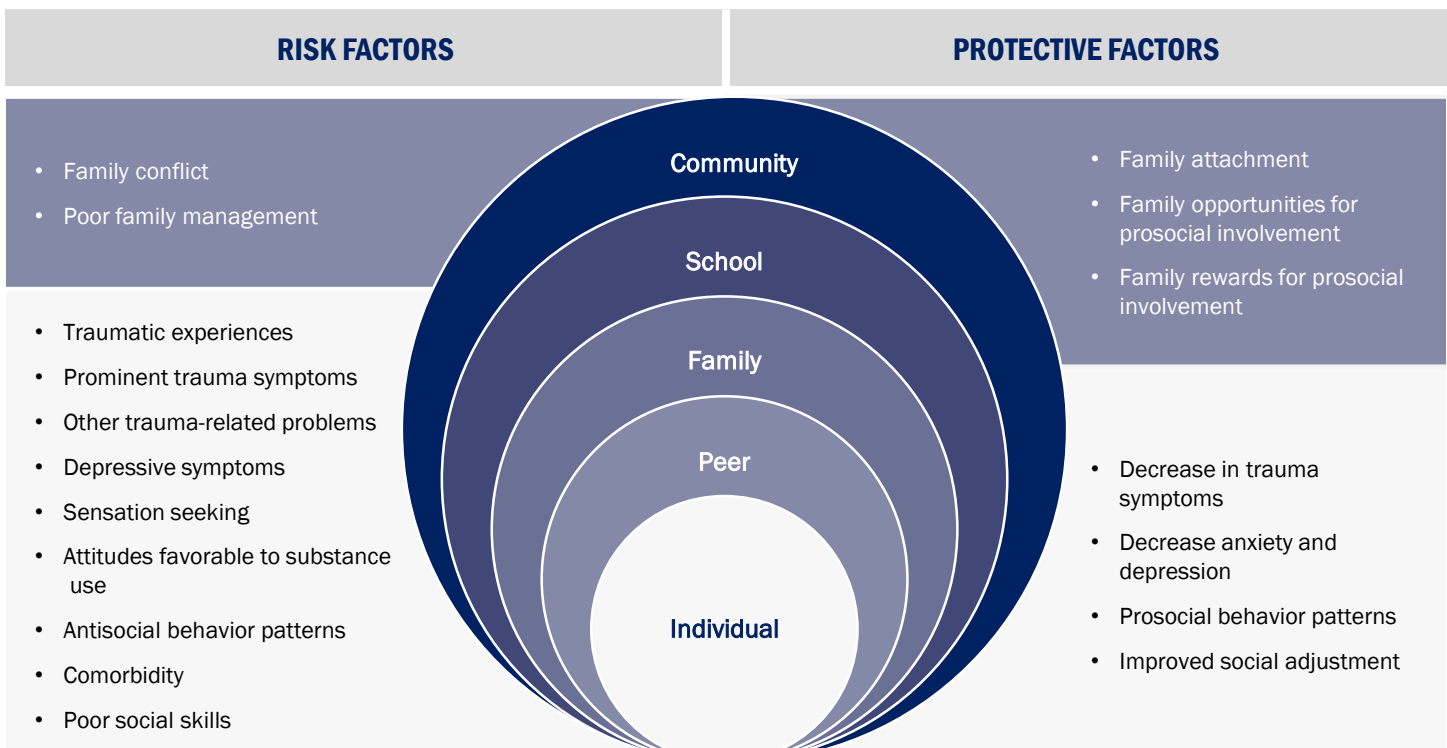 RISK FACTORS
PROTECTIVE FACTORS
• Family conflict
• Poor family management
• Traumatic experiences
• Prominent trauma symptoms
• Other trauma-related problems
• Depressive symptoms
• Sensation seeking
• Attitudes favorable to substance
use
• Antisocial behavior patterns
• Comorbidity
• Poor social skills
Community
School
Family
Peer
Individual
• Family attachment
• Family opportunities for
prosocial involvement
• Family rewards for prosocial
involvement
• Decrease in trauma
symptoms
• Decrease anxiety and
depression
• Prosocial behavior patterns
• Improved social adjustment